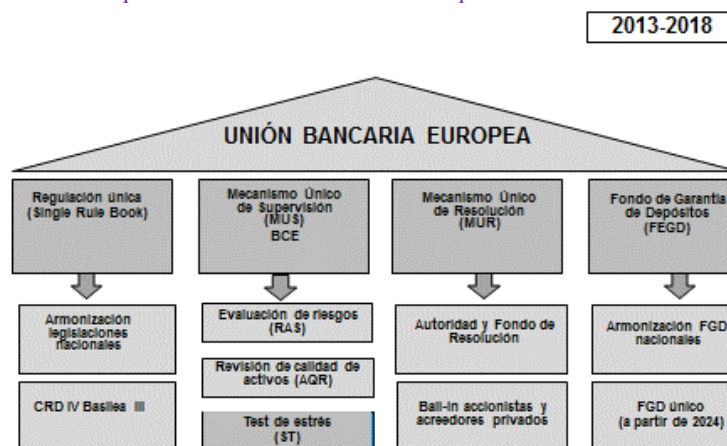 2013-2018
UNIÓN BANCARIA EUROPEA
Regulación única
(Single Rule Book)
Mecanismo Único
de Supervisión
(MUS)
BCE
Mecanismo Único
de Resolución
(MUR)
Fondo de Garantía
de Depósitos
(FEGD)
Armonización
legislaciones
nacionales
Evaluación de riesgos
(RAS)
Autoridad y Fondo de
Resolución
Armonización FGD
nacionales
Revisión de calidad de
activos (AQR)
CRD IV Basilea III
Test de estrés
(ST)
Bail-in accionistas y
acreedores privados
FGD único
(a partir de 2024)